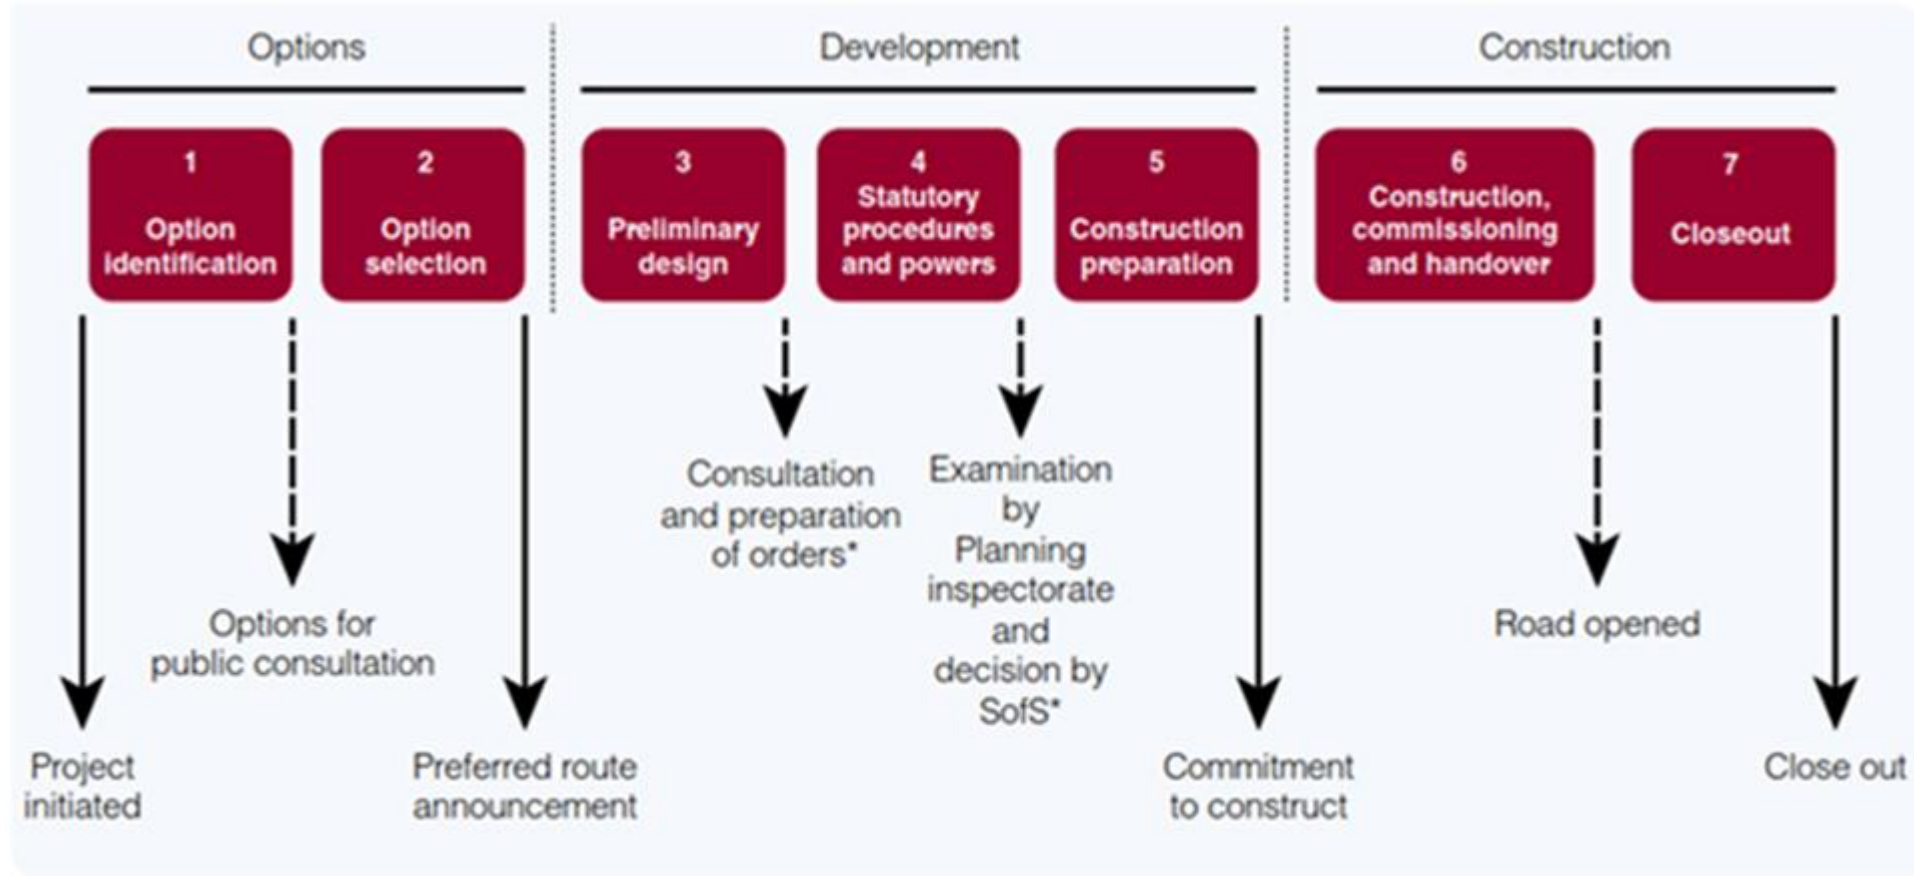 Options
Development
Construction
1
Option
identification
2
Option
selection
3
Preliminary
design
4
Statutory
procedures
and powers
5
Construction
preparation
6
Construction,
commissioning
and handover
7
Closeout
Project
initiated
Options for
public consultation
Preferred route
announcement
Consultation
and preparation
of orders*
Examination
by
Planning
inspectorate
and
decision by
SofS*
Commitment
to construct
Road opened
Close out